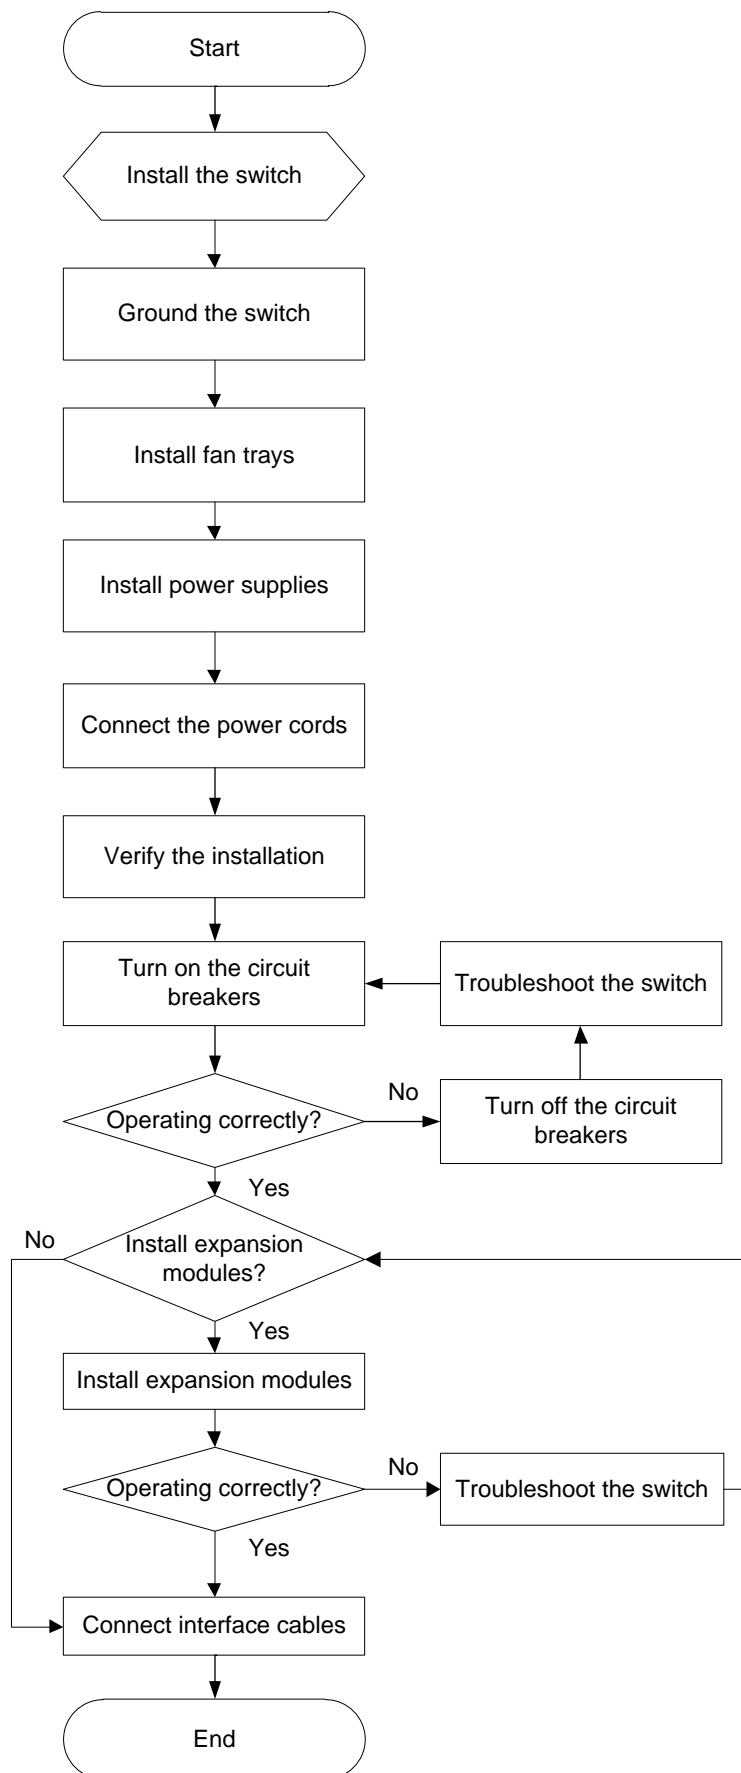 Start
Install the switch
Ground the switch
Install fan trays
Install power supplies
Connect the power cords
Verify the installation
Turn on the circuit
breakers
Troubleshoot the switch
Operating correctly?
No
Turn off the circuit
breakers
Yes
No
Install expansion
modules?
Yes
Install expansion modules
Operating correctly?
No
Troubleshoot the switch
Yes
Connect interface cables
End